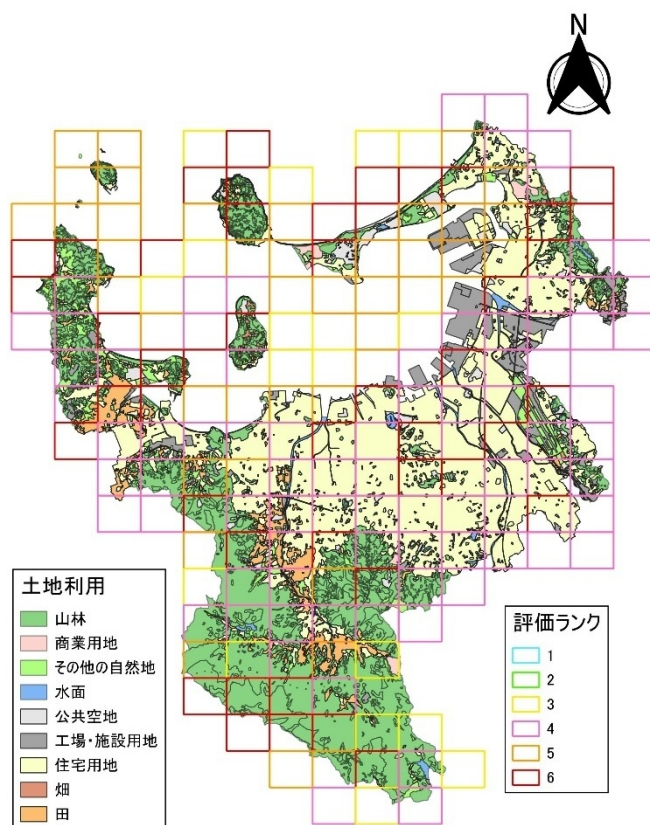 N
土地利用
山林
商業用地
その他の自然地
水面
公共空地
工場・施設用地
住宅用地
畑
田
評価ランク
1
2
3
4
5
6